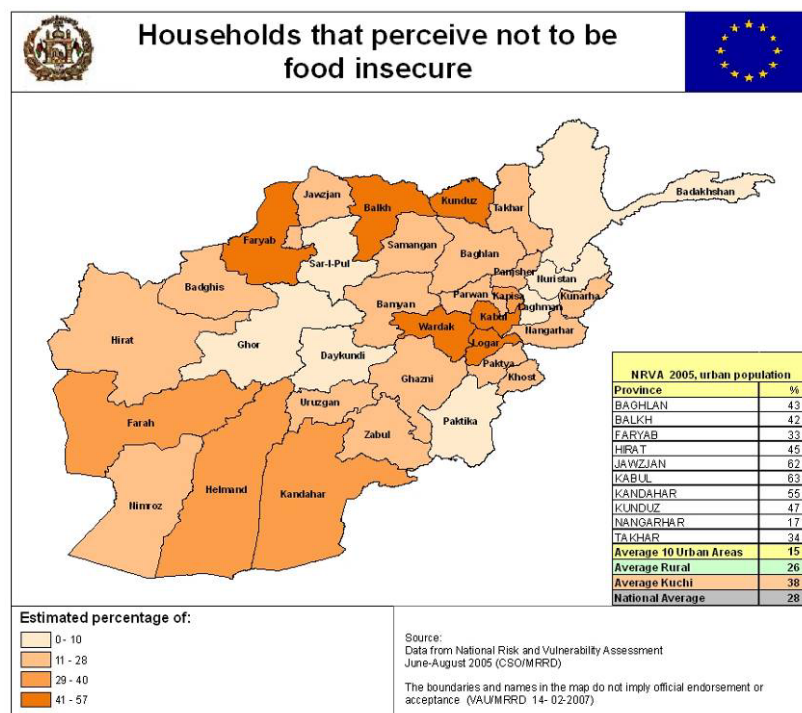 Households that perceive not to be
food insecure
Badakhshan
Jawzjan
Balkh
Kunduz
Takhar
Faryab
Sar-I-Pul
Samangan
Baghlan
Badghis
Panjsher
Nuristan
Bamyan
Parwan
Kapisa
Kunarha
Laghman
Hirat
Ghor
Wardak
Kabul
Nangarhar
Daykundi
Logar
Ghazni
Paktya
Khost
Uruzgan
Farah
Zabul
Paktika
Nimroz
Helmand
Kandahar
NRVA 2005, urban population
Province %
BAGHLAN 43
BALKH 42
FARYAB 33
HIRAT 45
JAWZJAN 62
KABUL 63
KANDAHAR 55
KUNDUZ 47
NANGARHAR 17
TAKHAR 34
Average 10 Urban Areas 15
Average Rural 26
Average Kuchi 38
National Average 28
Estimated percentage of:
0 - 10
11 - 28
29 - 40
41 - 57
Source:
Data from National Risk and Vulnerability Assessment
June-August 2005 (CSO/MRRD)
The boundaries and names in the map do not imply official endorsement or
acceptance (VAU/MRRD 14- 02-2007)